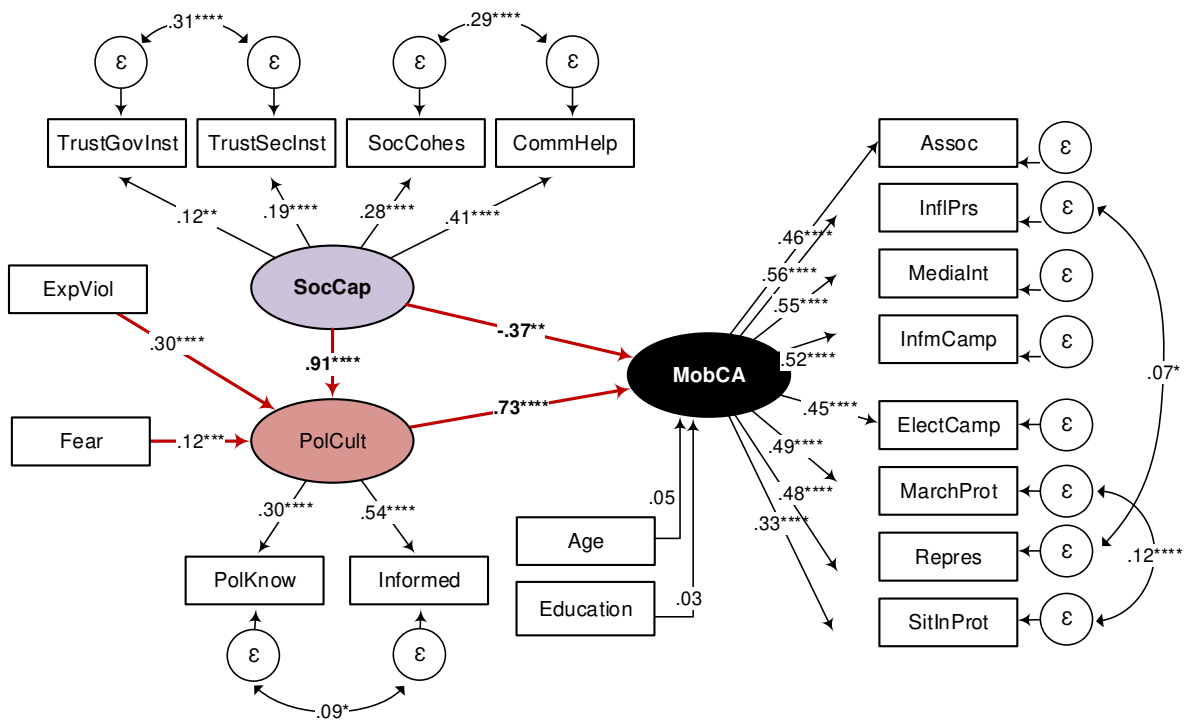 .31****
.29****
ε
ε
ε
ε
TrustGovInst
TrustSecInst
SocCohes
CommHelp
.12**
.19****
.28****
.41****
SocCap
ExpViol
.30****
.91****
-.37**
Fear
.12***
PolCult
.73****
MobCA
.30****
.54****
PolKnow
Informed
ε
ε
.09*
Age
.05
Education
.03
.46****
.56****
.55****
.52****
.45****
.49****
.48****
.33****
Assoc
ε
InflPrs
ε
MediaInt
ε
InfmCamp
ε
ElectCamp
ε
MarchProt
ε
Repres
ε
SitInProt
ε
.07*
.12****